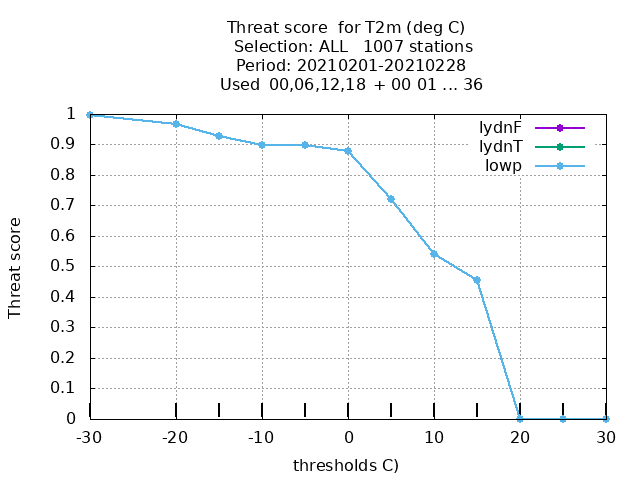 Threat score  for T2m (deg C)
Selection: ALL   1007 stations
Period: 20210201-20210228
Used  00,06,12,18  + 00 01 ... 36
lydnF
lydnT
lowp
1
0.9
0.8
0.7
0.6
0.5
0.4
0.3
0.2
0.1
0
Threat score
-30 -20 -10 0 10 20 30
thresholds C)